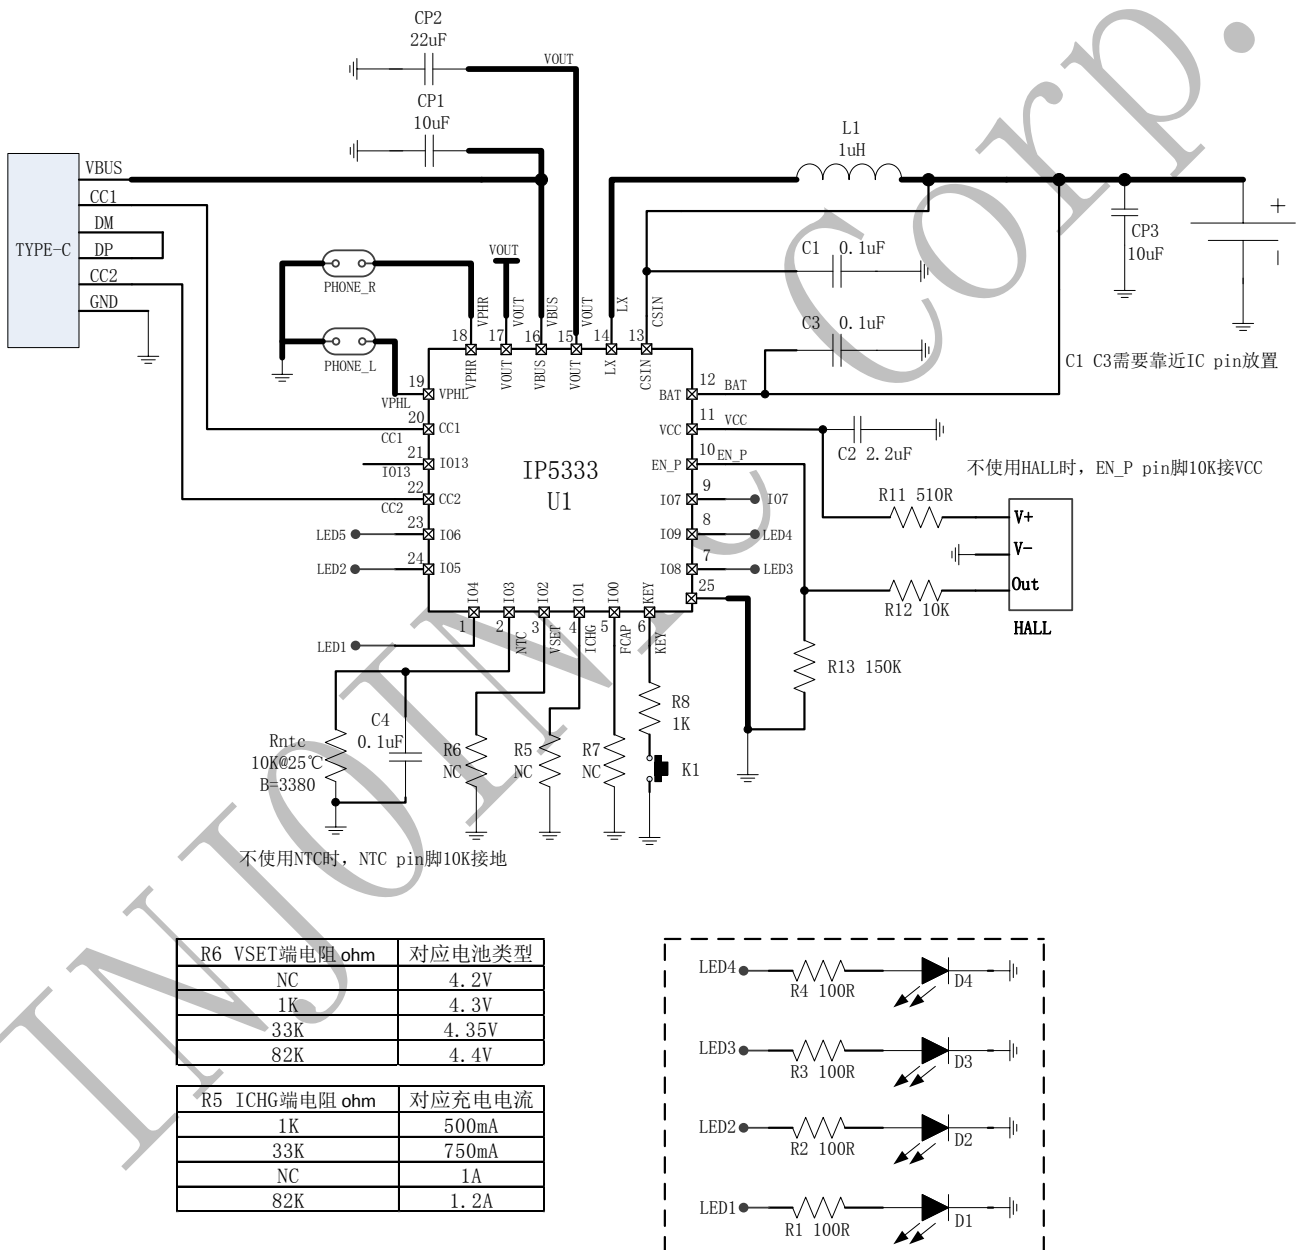 CP2
22uF
VOUT
CP1
10uF
L1
1uH
VBUS
CC1
DM
TYPE-C
DP
CC2
GND
PHONE_R
PHONE_L
VOUT
C1 0.1uF
C3 0.1uF
CP3
10uF
+
-
C1 C3需要靠近IC pin放置
VPHR
VOUT
VBUS
VOUT
LX
CSIN
18
17
16
15
14
13
VPHR
VOUT
VBUS
VOUT
LX
CSIN
19
VPHL
VPHL
20
CC1
CC1
21
IO13
IO13
22
CC2
CC2
23
LED5
IO6
24
LED2
IO5
IP5333
U1
12
BAT
BAT
11
VCC
VCC
C2 2.2uF
10
EN_P
EN_P
9
IO7
IO7
8
IO9
LED4
7
IO8
LED3
25
不使用HALL时，EN_P pin脚10K接VCC
R11 510R
V+
V-
Out
R12 10K
HALL
R13 150K
IO4
IO3
IO2
IO1
IO0
KEY
1
2
3
4
5
6
NTC
VSET
ICHG
FCAP
KEY
LED1
Rntc
10K@25℃
B=3380
C4
0.1uF
R6
NC
R5
NC
R7
NC
R8
1K
K1
不使用NTC时，NTC pin脚10K接地
R6 VSET端电阻 ohm 对应电池类型
NC 4.2V
1K 4.3V
33K 4.35V
82K 4.4V
R5 ICHG端电阻 ohm 对应充电电流
1K 500mA
33K 750mA
NC 1A
82K 1.2A
LED4
R4 100R
D4
LED3
R3 100R
D3
LED2
R2 100R
D2
LED1
R1 100R
D1